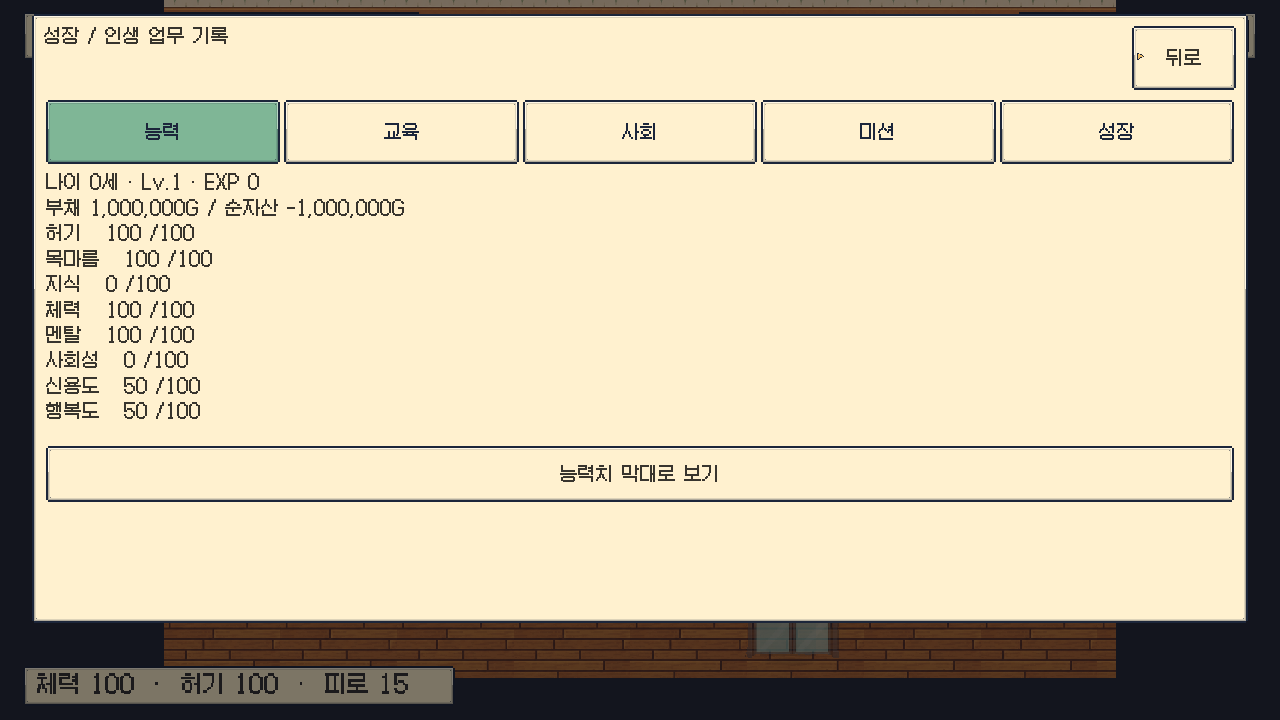 성장 / 인생 업무 기록
뒤로
능력
교육
사회
미션
성장
나이 0세 · Lv.1 · EXP 0
부채 1,000,000G / 순자산 -1,000,000G
허기 100 /100
목마름 100 /100
지식 0 /100
체력 100 /100
멘탈 100 /100
사회성 0 /100
신용도 50 /100
행복도 50 /100
능력치 막대로 보기
체력 100 · 허기 100 · 피로 15